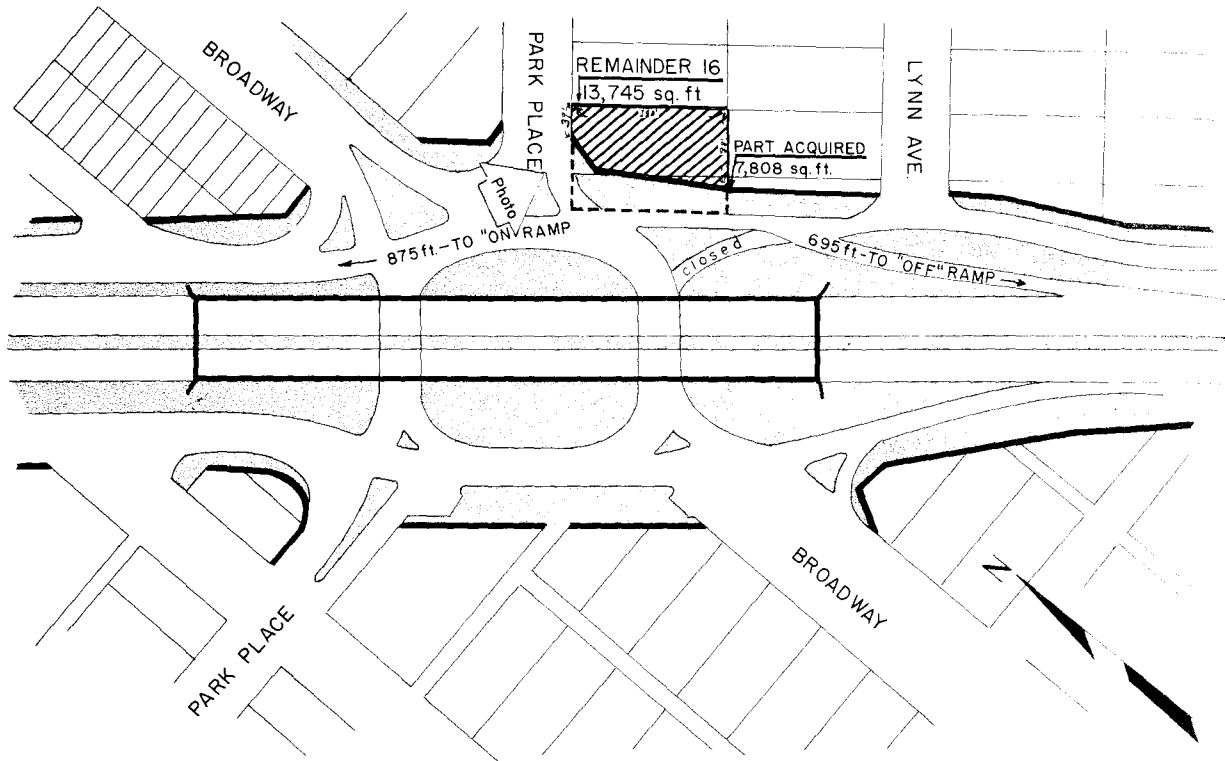 BROADWAY
PARK PLACE
REMAINDER 16
13,745 sq. ft
LYNN AVE.
PART ACQUIRED
7,808 sq. ft.
Photo
875 ft.-TO "ON" RAMP
closed
695 ft-TO "OFF" RAMP
N
BROADWAY
PARK PLACE